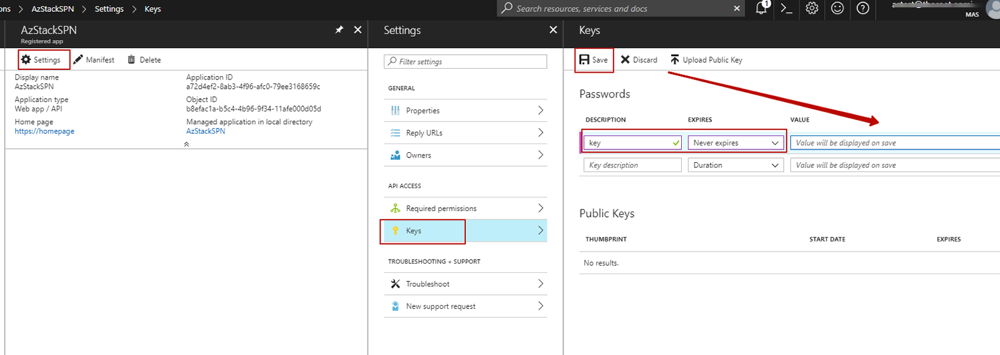 ons > AzStackSPN > Settings > Keys
Search resources, services and docs
1
MAS
AzStackSPN
Registered app
Settings
Manifest
Delete
Display name
AzStackSPN
Application type
Web app / API
Home page
https://homepage
Application ID
a72d4ef2-8ab3-4f96-afc0-79ee3168659c
Object ID
b8efac1a-b5c4-4b96-9f34-11afe000d05d
Managed application in local directory
AzStackSPN
Settings
Filter settings
GENERAL
Properties
Reply URLs
Owners
API ACCESS
Required permissions
Keys
TROUBLESHOOTING + SUPPORT
Troubleshoot
New support request
Keys
Save
Discard
Upload Public Key
Passwords
DESCRIPTION EXPIRES VALUE
key Never expires Value will be displayed on save
Key description Duration Value will be displayed on save
Public Keys
THUMBPRINT START DATE EXPIRES
No results.